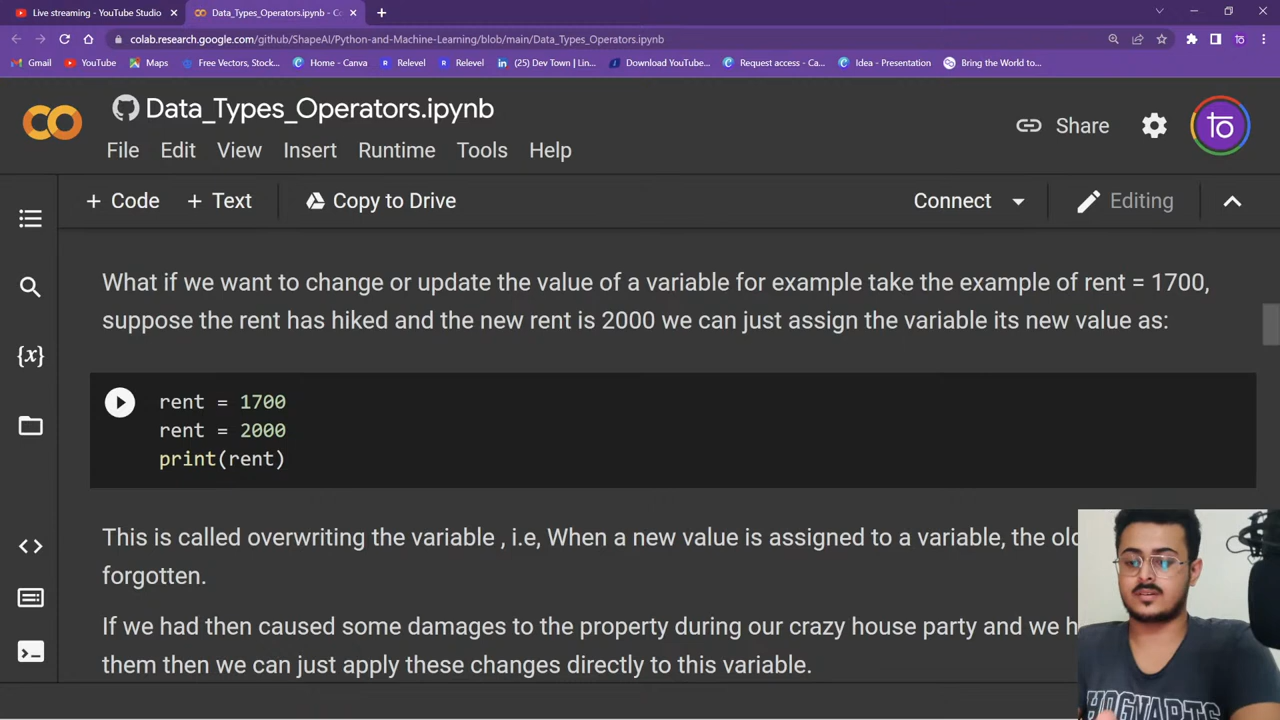 Live streaming - YouTube Studio
Data_Types_Operators.ipynb - Co
colab.research.google.com/github/ShapeAI/Python-and-Machine-Learning/blob/main/Data_Types_Operators.ipynb
Gmail YouTube Maps Free Vectors, Stock... Home - Canva Relevel Relevel (25) Dev Town | Lin... Download YouTube... Request access - Ca... Idea - Presentation Bring the World to...
Data_Types_Operators.ipynb
Share
File Edit View Insert Runtime Tools Help
+ Code + Text Copy to Drive Connect Editing
What if we want to change or update the value of a variable for example take the example of rent = 1700,
suppose the rent has hiked and the new rent is 2000 we can just assign the variable its new value as:
{x}
rent = 1700
rent = 2000
print(rent)
This is called overwriting the variable , i.e, When a new value is assigned to a variable, the old
forgotten.
If we had then caused some damages to the property during our crazy house party and we h
them then we can just apply these changes directly to this variable.
HOGWARTS